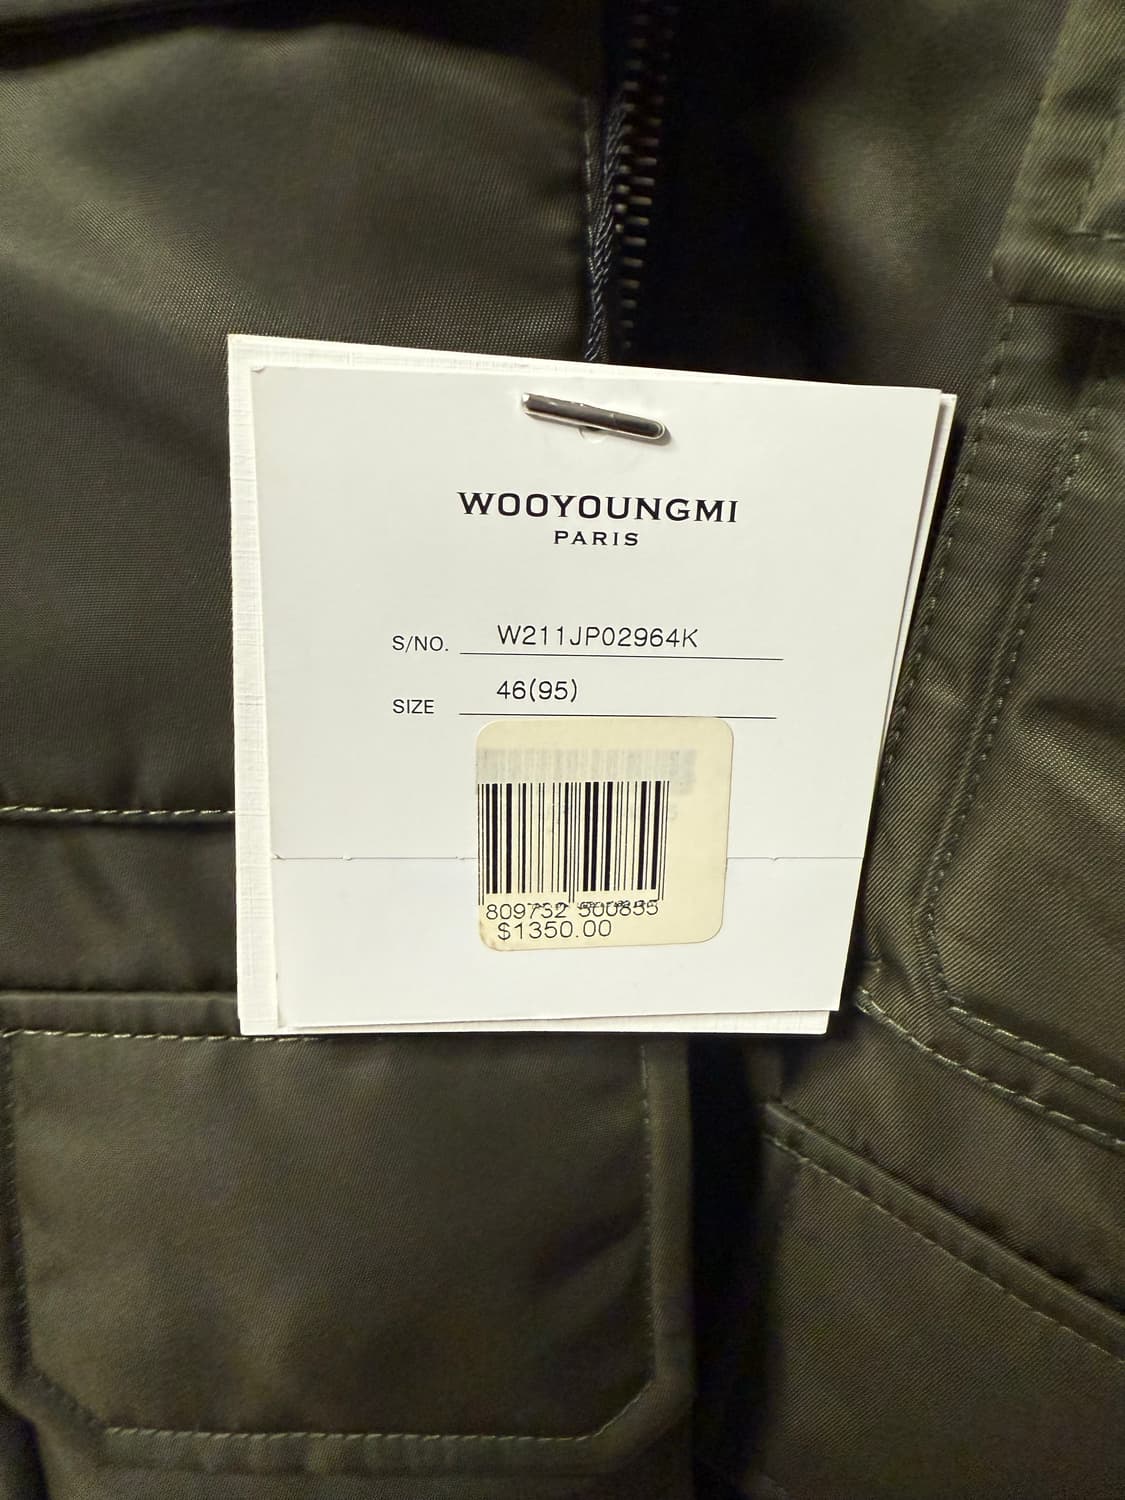 WOOYOUNGMI
PARIS
S/NO. W211JP02964K
SIZE 46(95)
809732 500855
$1350.00